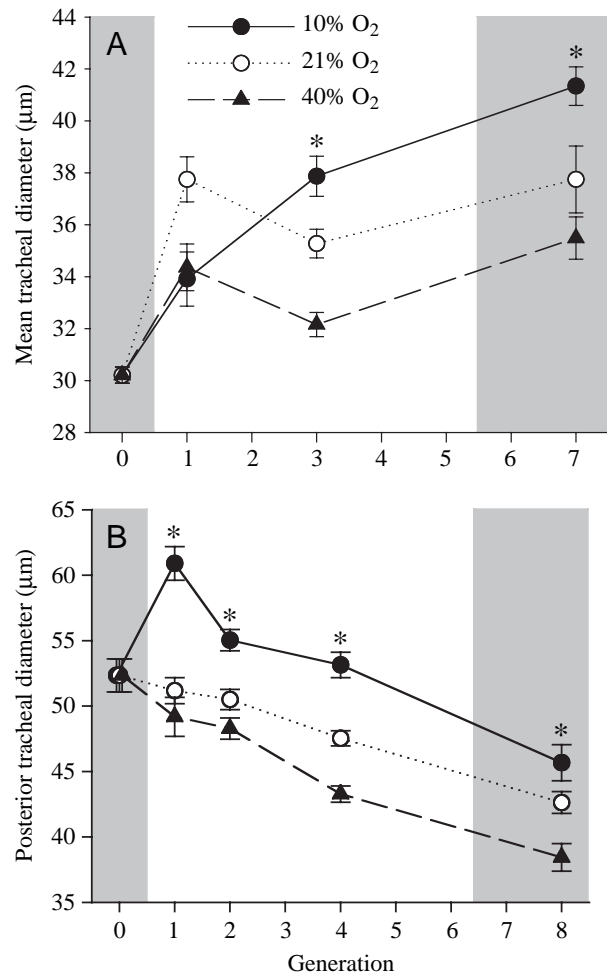 A
10% O2
21% O2
40% O2
Mean tracheal diameter (μm)
44
42
40
38
36
34
32
30
28
*
*
0 1 2 3 4 5 6 7
B
Posterior tracheal diameter (μm)
65
60
55
50
45
40
35
*
*
*
*
0 1 2 3 4 5 6 7 8
Generation